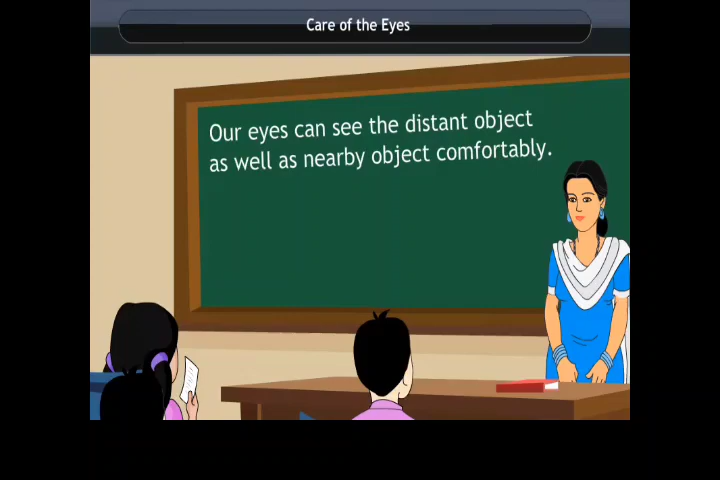 Care of the Eyes
Our eyes can see the distant object
as well as nearby object comfortably.